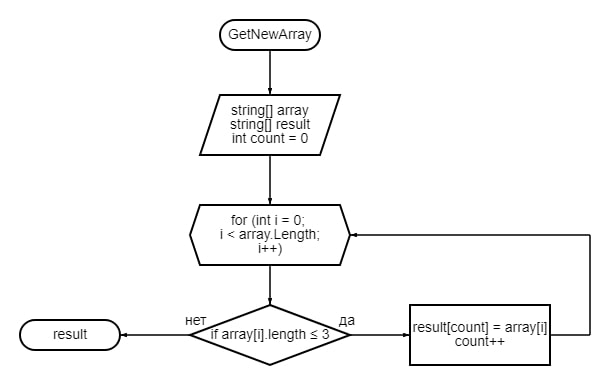 GetNewArray
string[] array
string[] result
int count = 0
for (int i = 0;
i < array.Length;
i++)
нет
if array[i].length ≤ 3
да
result
result[count] = array[i]
count++